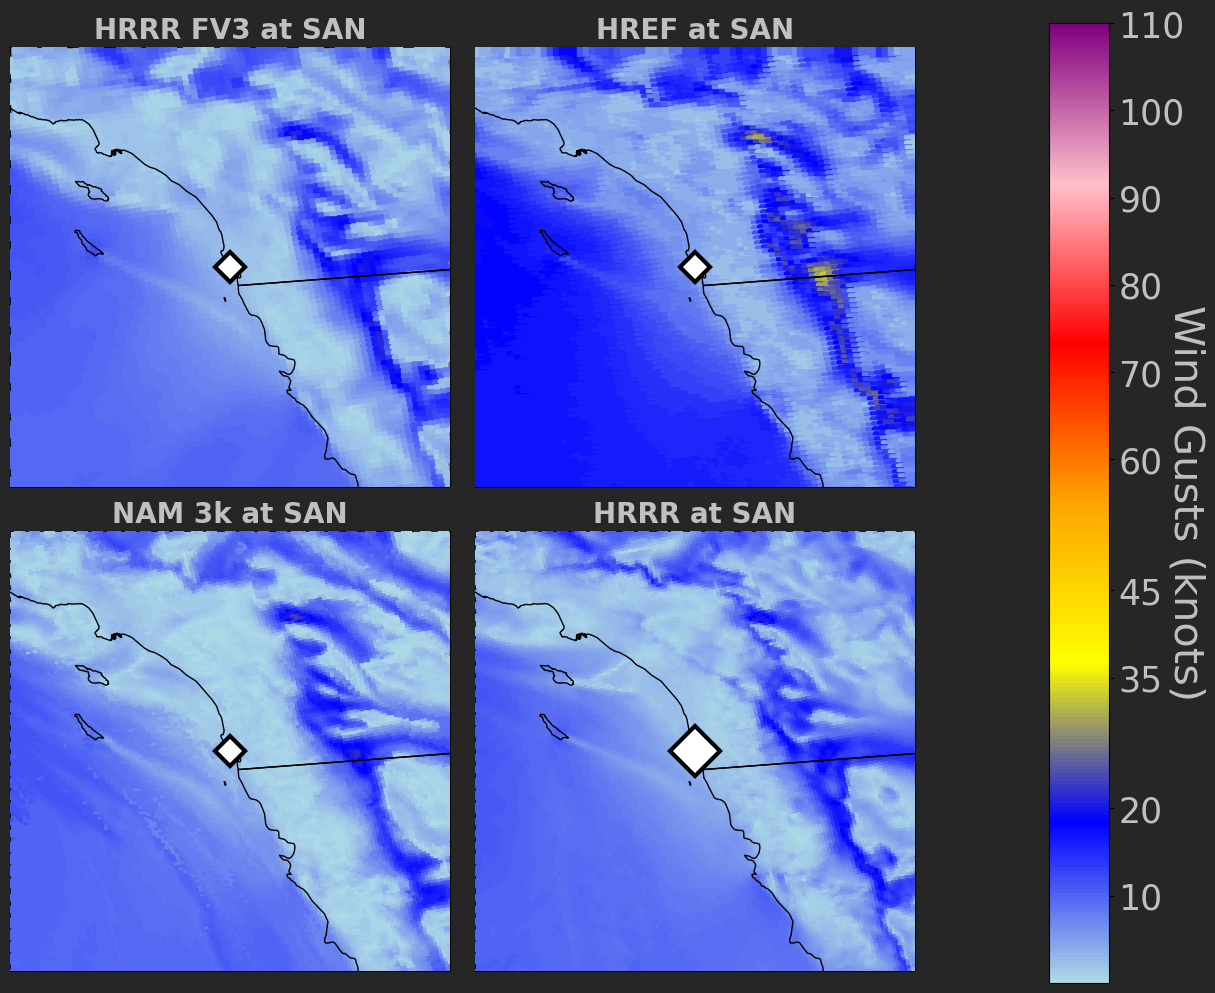 HRRR FV3 at SAN
HREF at SAN
NAM 3k at SAN
HRRR at SAN
110
100
90
80
70
60
45
35
20
10
Wind Gusts (knots)